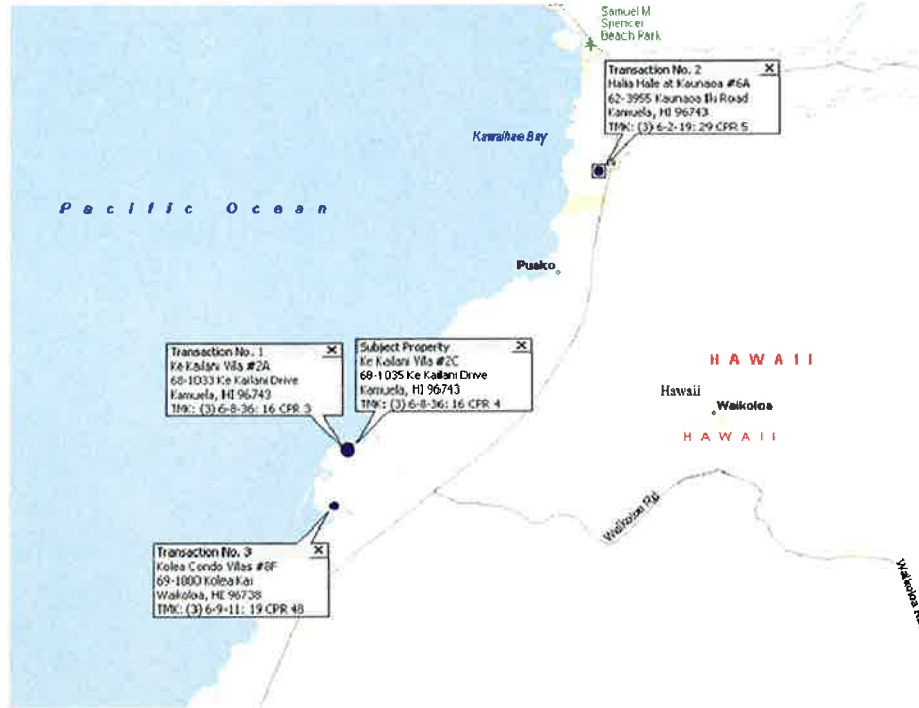 Samuel M
Spencer
Beach Park
Transaction No. 2
Halia Hale at Kaunaoa #6A
62-3955 Kaunaoa Iki Road
Kamuela, HI 96743
TMK: (3) 6-2-19: 29 CPR 5
Kawaihae Bay
Pacific Ocean
Puako
Transaction No. 1
Ke Kailani Villa #2A
68-1033 Ke Kailani Drive
Kamuela, HI 96743
TMK: (3) 6-8-36: 16 CPR 3
Subject Property
Ke Kailani Villa #2C
68-1035 Ke Kailani Drive
Kamuela, HI 96743
TMK: (3) 6-8-36: 16 CPR 4
HAWAII
Hawaii
Waikoloa
HAWAII
Waikoloa Rd
Transaction No. 3
Kolea Condo Villas #8F
69-1000 Kolea Kai
Waikoloa, HI 96738
TMK: (3) 6-9-11: 19 CPR 48
Waikoloa Rd